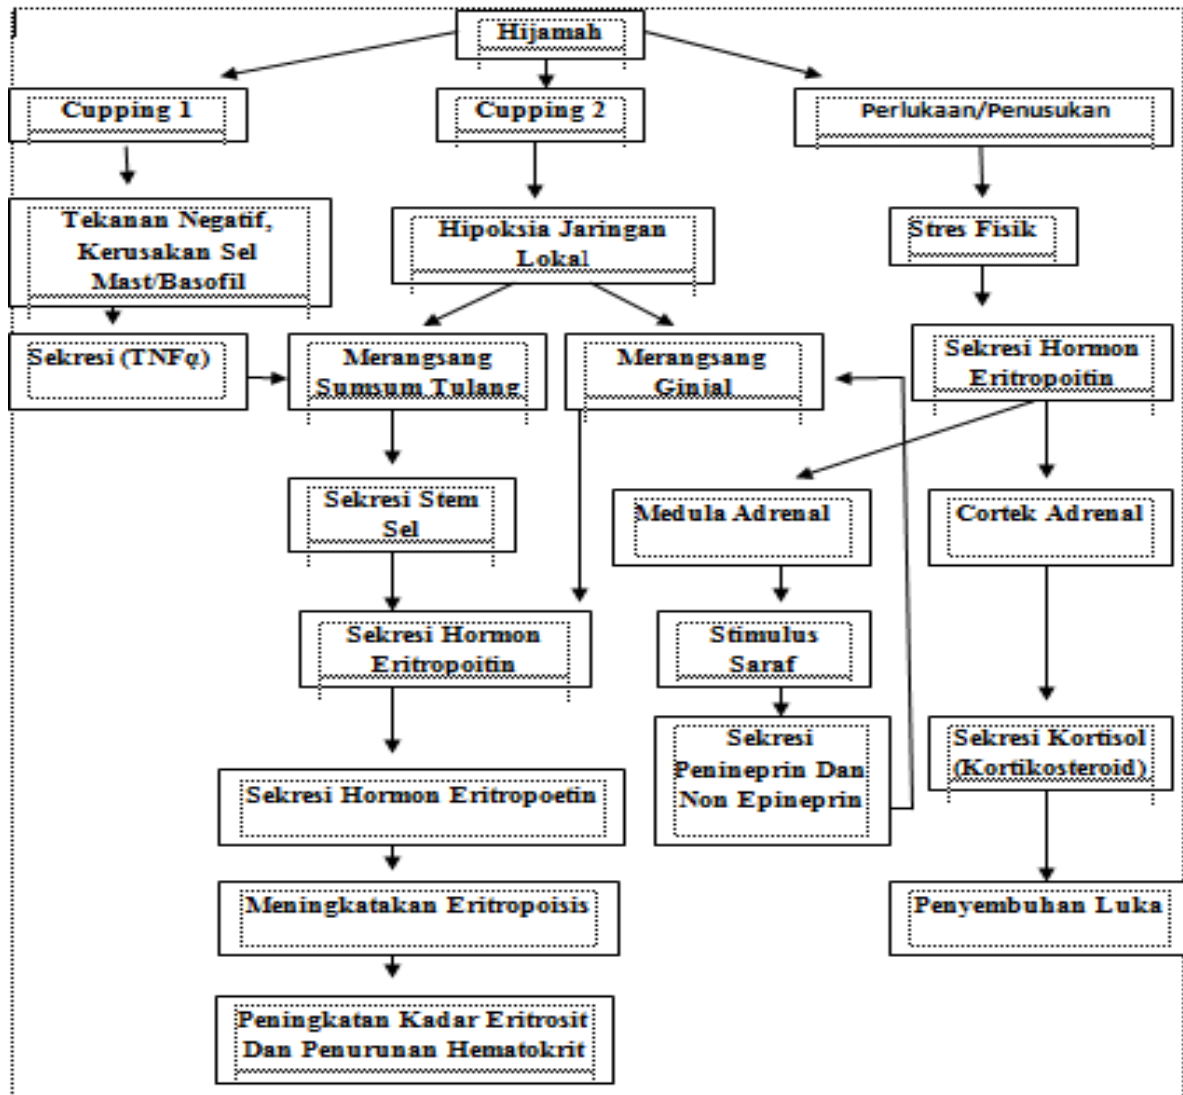 Hijamah
Cupping 1
Cupping 2
Perlukaan/Penusukan
Tekanan Negatif,
Kerusakan Sel
Mast/Basofil
Hipoksia Jaringan
Lokal
Stres Fisik
Sekresi (TNFα)
Merangsang
Sumsum Tulang
Merangsang
Ginjal
Sekresi Hormon
Eritropoitin
Sekresi Stem
Sel
Medula Adrenal
Cortek Adrenal
Sekresi Hormon
Eritropoitin
Stimulus
Saraf
Sekresi
Penineprin Dan
Non Epineprin
Sekresi Kortisol
(Kortikosteroid)
Sekresi Hormon Eritropoetin
Meningkatakan Eritropoisis
Penyembuhan Luka
Peningkatan Kadar Eritrosit
Dan Penurunan Hematokrit